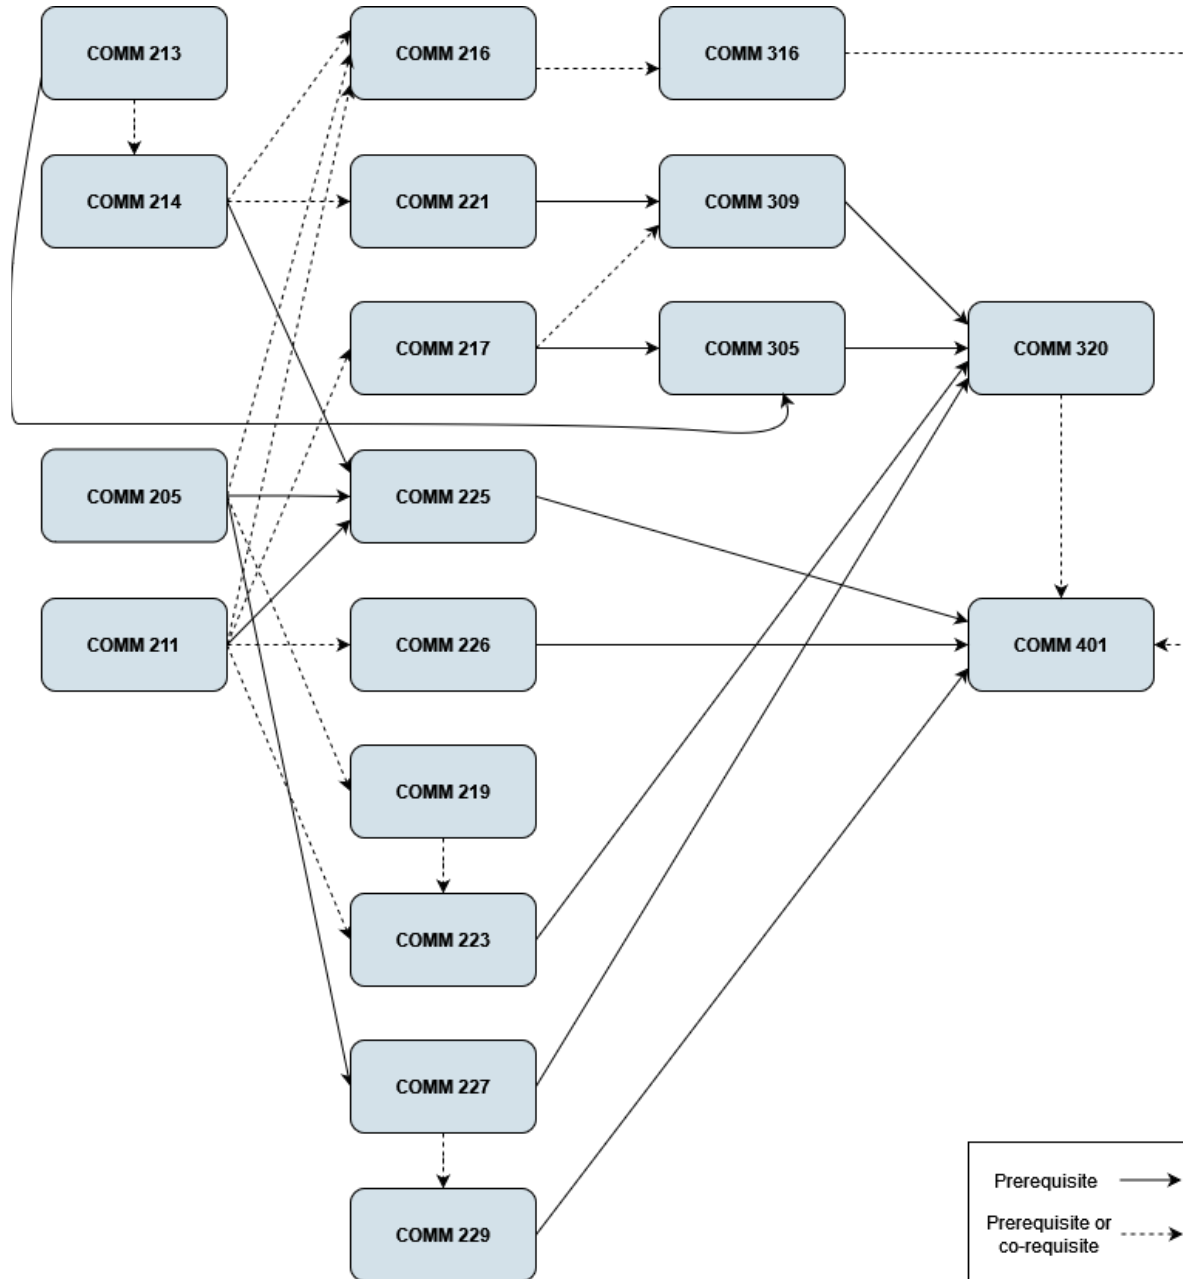 COMM 213
COMM 216
COMM 316
COMM 214
COMM 221
COMM 309
COMM 217
COMM 305
COMM 320
COMM 205
COMM 225
COMM 211
COMM 226
COMM 401
COMM 219
COMM 223
COMM 227
COMM 229
Prerequisite
Prerequisite or
co-requisite